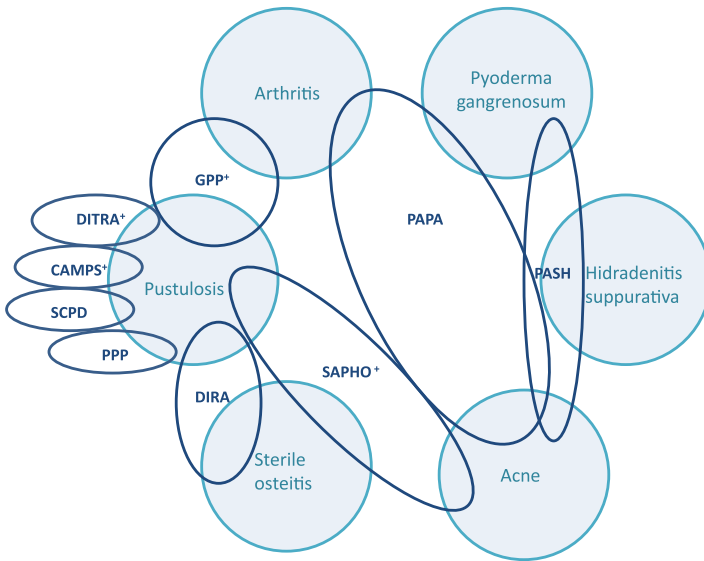 Arthritis
Pyoderma
gangrenosum
GPP+
DITRA+
PAPA
CAMPS+
Pustulosis
PASH
Hidradenitis
suppurativa
SCPD
PPP
SAPHO +
DIRA
Sterile
osteitis
Acne